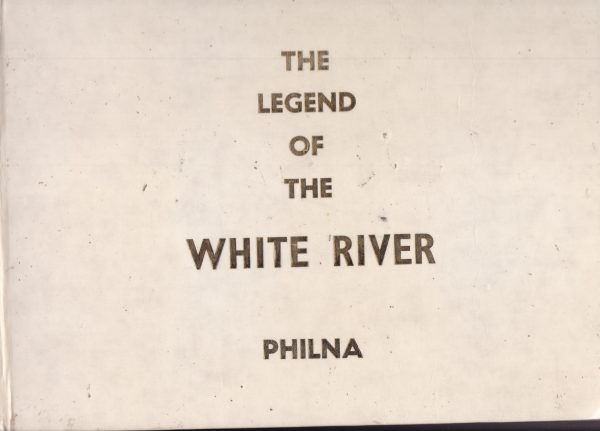 THE
LEGEND
OF
THE
WHITE RIVER
PHILNA